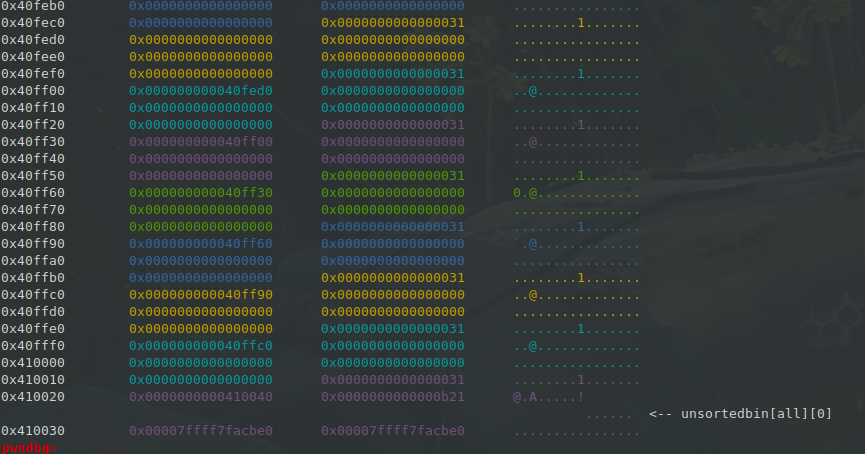 0x40feb0 0x0000000000000000 0x0000000000000000 ................
0x40fec0 0x0000000000000000 0x0000000000000031 ........1.......
0x40fed0 0x0000000000000000 0x0000000000000000 ................
0x40fee0 0x0000000000000000 0x0000000000000000 ................
0x40fef0 0x0000000000000000 0x0000000000000031 ........1.......
0x40ff00 0x000000000040fed0 0x0000000000000000 ..@.............
0x40ff10 0x0000000000000000 0x0000000000000000 ................
0x40ff20 0x0000000000000000 0x0000000000000031 ........1.......
0x40ff30 0x000000000040ff00 0x0000000000000000 ..@.............
0x40ff40 0x0000000000000000 0x0000000000000000 ................
0x40ff50 0x0000000000000000 0x0000000000000031 ........1.......
0x40ff60 0x000000000040ff30 0x0000000000000000 0.@.............
0x40ff70 0x0000000000000000 0x0000000000000000 ................
0x40ff80 0x0000000000000000 0x0000000000000031 ........1.......
0x40ff90 0x000000000040ff60 0x0000000000000000 `.@.............
0x40ffa0 0x0000000000000000 0x0000000000000000 ................
0x40ffb0 0x0000000000000000 0x0000000000000031 ........1.......
0x40ffc0 0x000000000040ff90 0x0000000000000000 ..@.............
0x40ffd0 0x0000000000000000 0x0000000000000000 ................
0x40ffe0 0x0000000000000000 0x0000000000000031 ........1.......
0x40fff0 0x000000000040ffc0 0x0000000000000000 ..@.............
0x410000 0x0000000000000000 0x0000000000000000 ................
0x410010 0x0000000000000000 0x0000000000000031 ........1.......
0x410020 0x0000000000410040 0x0000000000000b21 @.A.....!
...... <-- unsortedbin[all][0]
0x410030 0x00007ffff7facbe0 0x00007ffff7facbe0 ................
pwndbg>